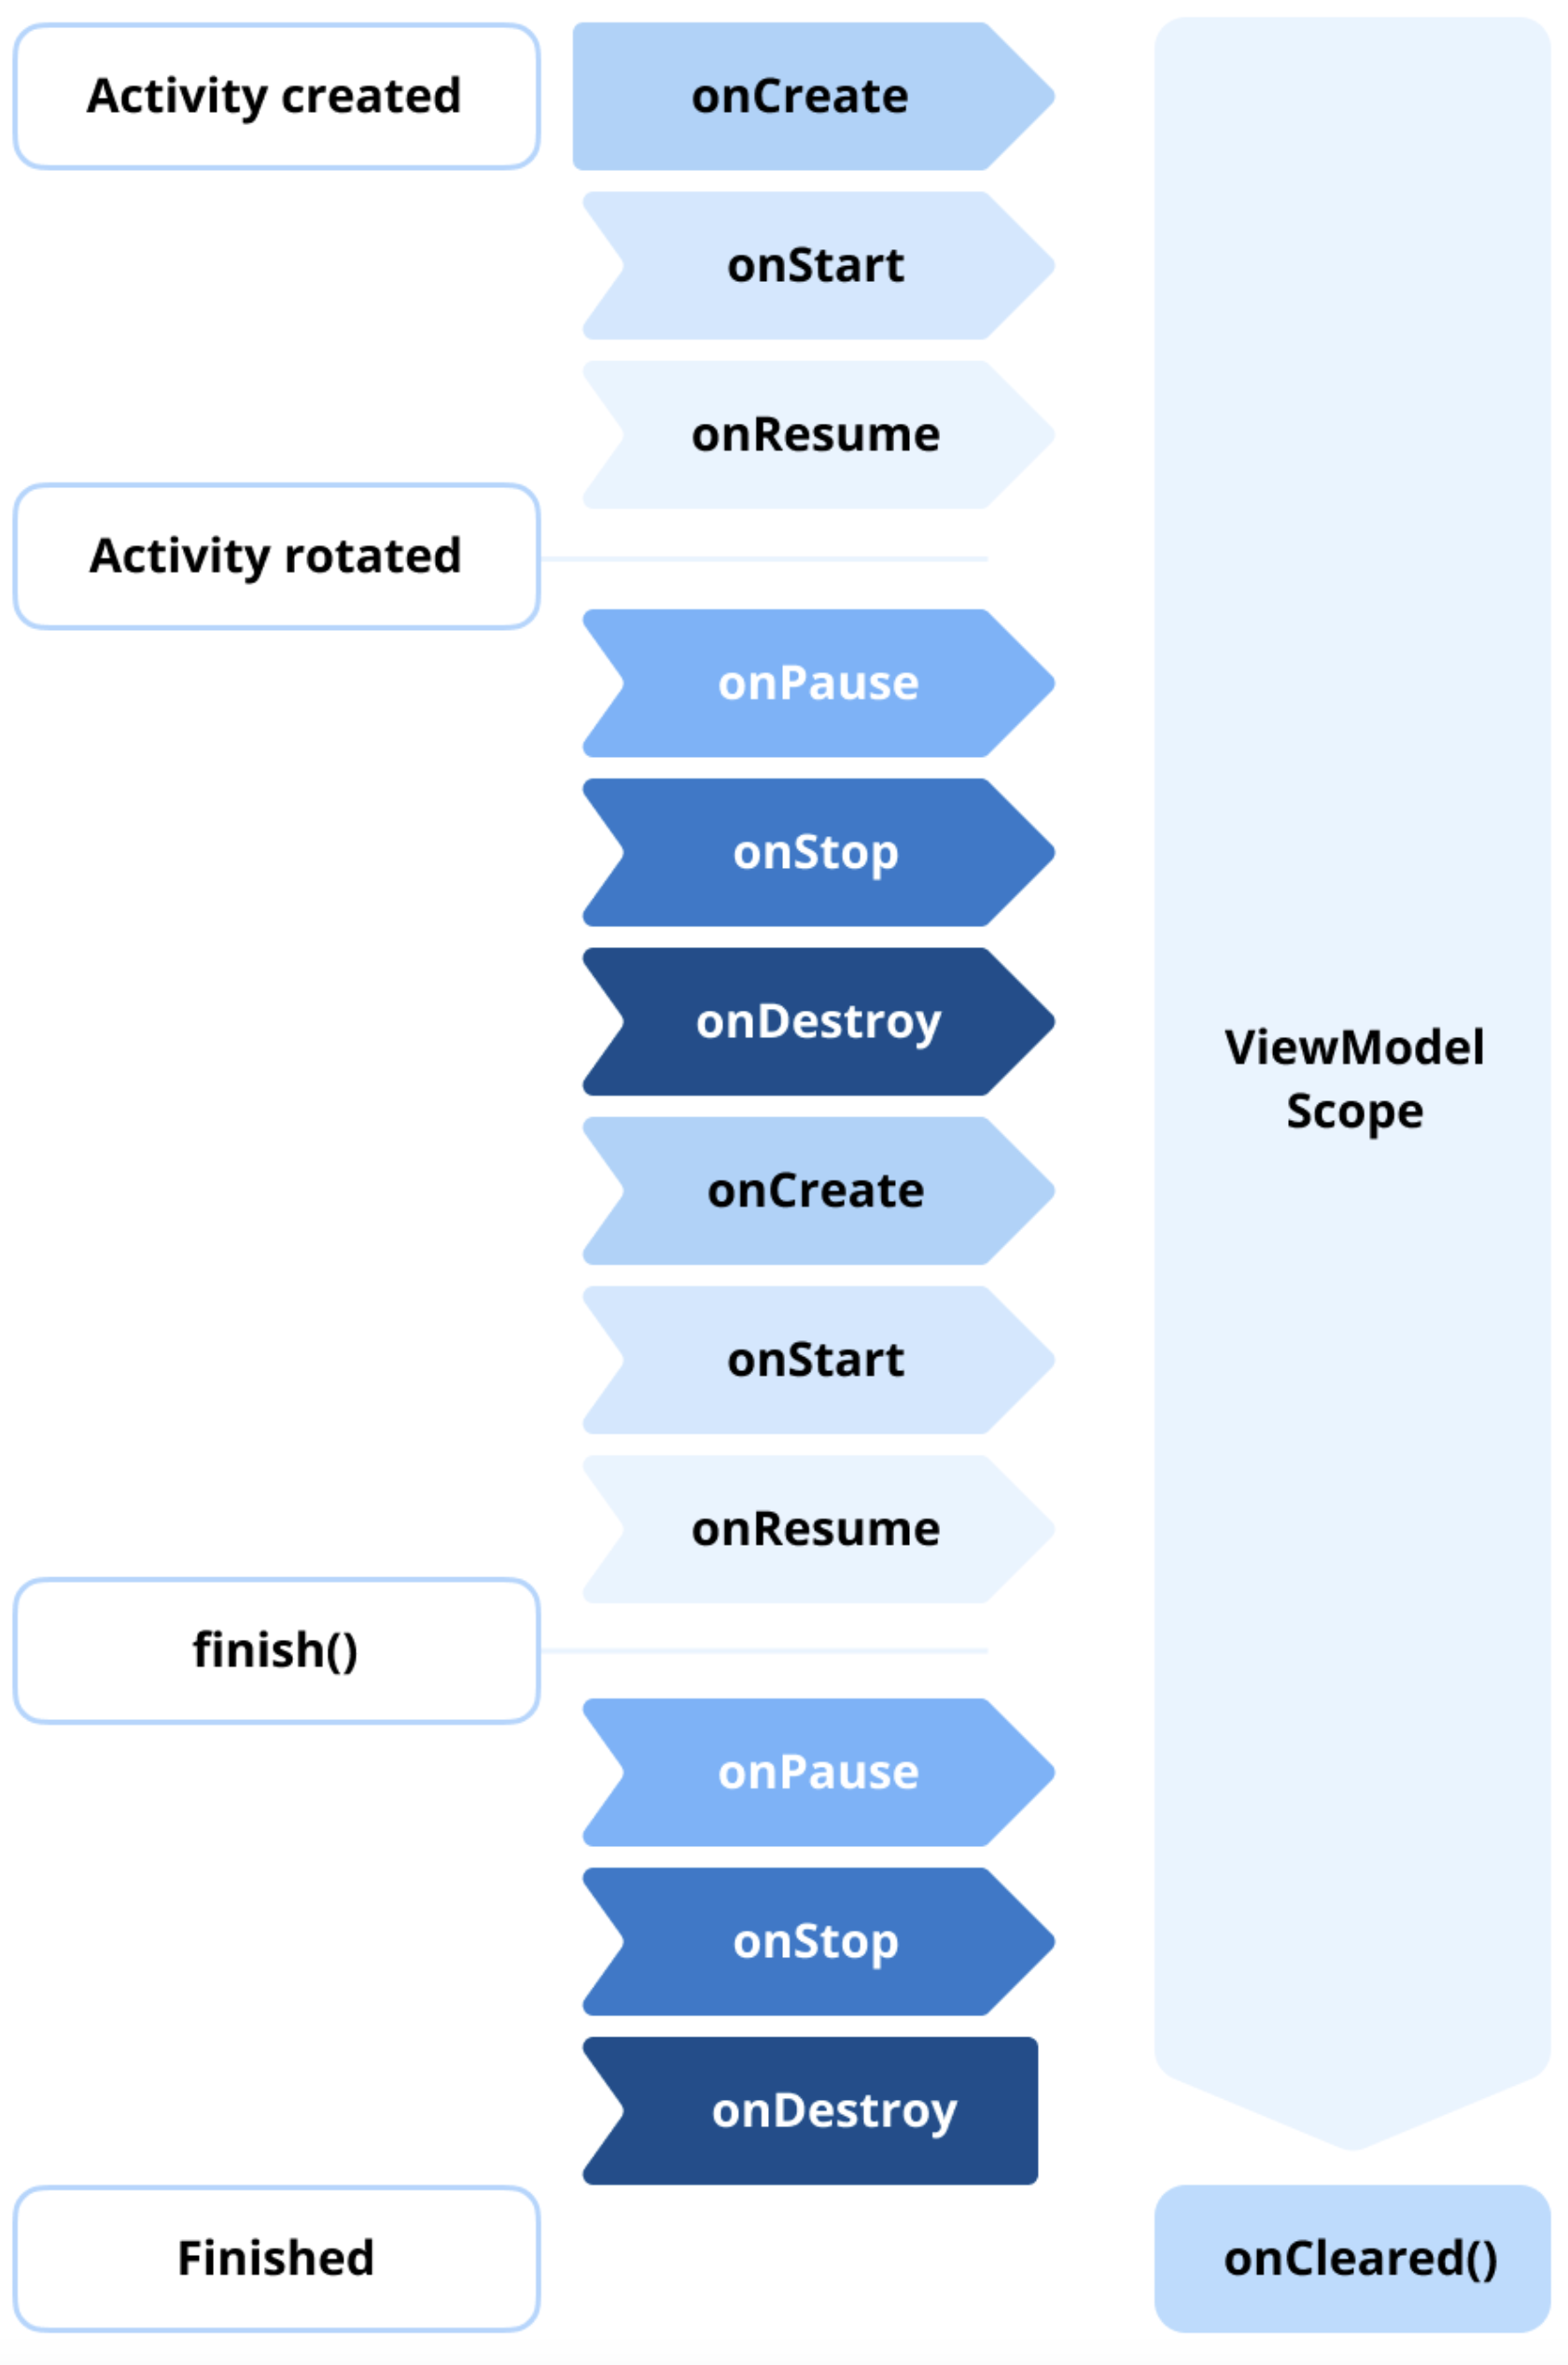 Activity created
onCreate
onStart
onResume
Activity rotated
onPause
onStop
onDestroy
onCreate
onStart
onResume
finish()
onPause
onStop
onDestroy
Finished
ViewModel
Scope
onCleared()